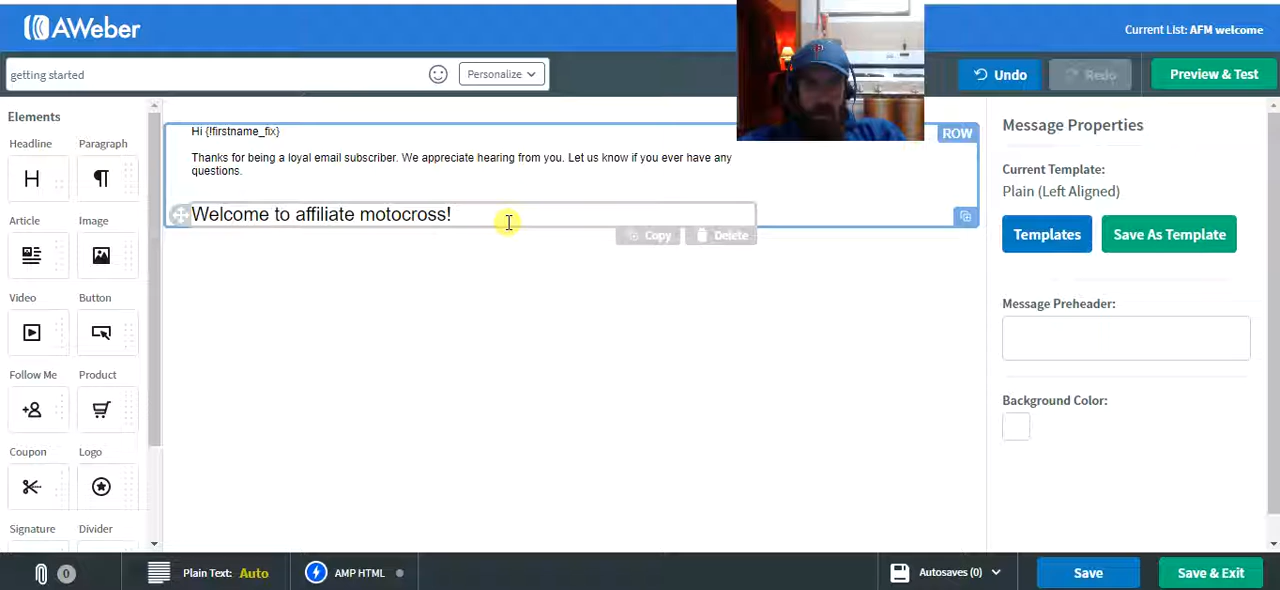 AWeber
Current List: AFM welcome
getting started
Personalize
Undo
Redo
Preview & Test
Elements
Headline
Paragraph
Article
Image
Video
Button
Follow Me
Product
Coupon
Logo
Signature
Divider
Hi {!firstname_fix}
ROW
Thanks for being a loyal email subscriber. We appreciate hearing from you. Let us know if you ever have any
questions.
Welcome to affiliate motocross!
Copy
Delete
Message Properties
Current Template:
Plain (Left Aligned)
Templates
Save As Template
Message Preheader:
Background Color:
0
Plain Text: Auto
AMP HTML
Autosaves (0)
Save
Save & Exit